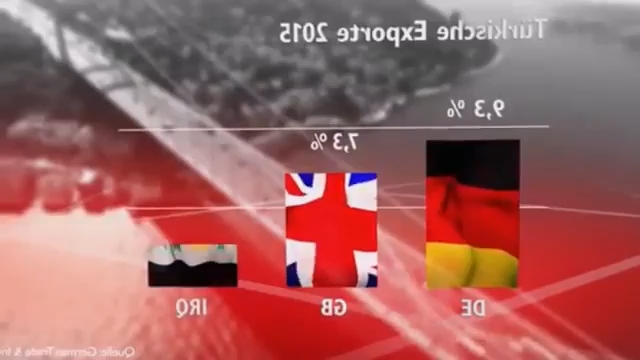 Türkische Exporte 2015
9,3 %
7,3 %
DE
GB
IRQ
Quelle: German Trade &